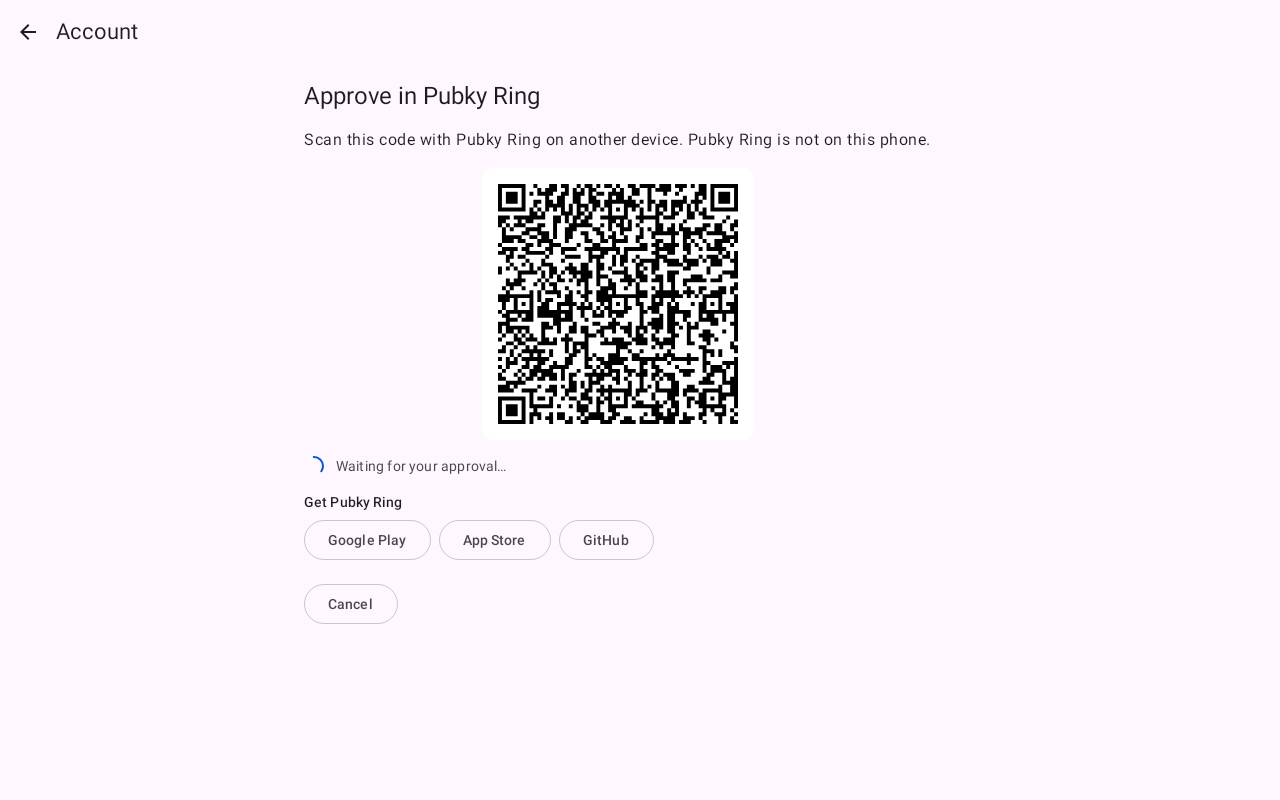 Account
Approve in Pubky Ring
Scan this code with Pubky Ring on another device. Pubky Ring is not on this phone.
Waiting for your approval…
Get Pubky Ring
Google Play
App Store
GitHub
Cancel